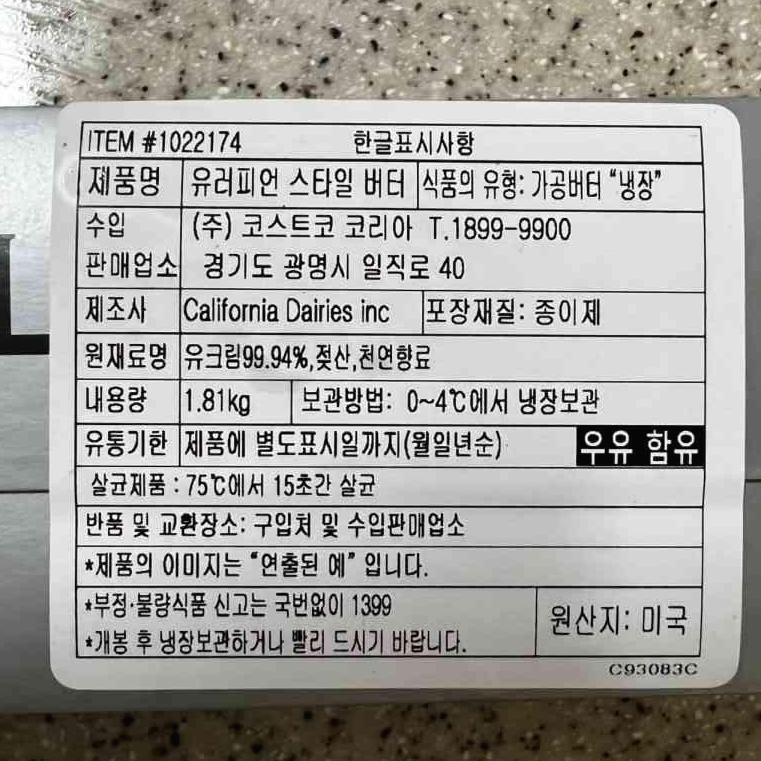 ITEM #1022174 한글표시사항
제품명 유러피언 스타일 버터 식품의 유형: 가공버터 "냉장"
수입 (주) 코스트코 코리아 T.1899-9900
판매업소 경기도 광명시 일직로 40
제조사 California Dairies inc 포장재질: 종이제
원재료명 유크림99.94%,젖산,천연향료
내용량 1.81kg 보관방법: 0~4℃에서 냉장보관
유통기한 제품에 별도표시일까지(월일년순) 우유 함유
살균제품 : 75℃에서 15초간 살균
반품 및 교환장소: 구입처 및 수입판매업소
*제품의 이미지는 "연출된 예" 입니다.
*부정·불량식품 신고는 국번없이 1399
*개봉 후 냉장보관하거나 빨리 드시기 바랍니다.
원산지: 미국
C93083C